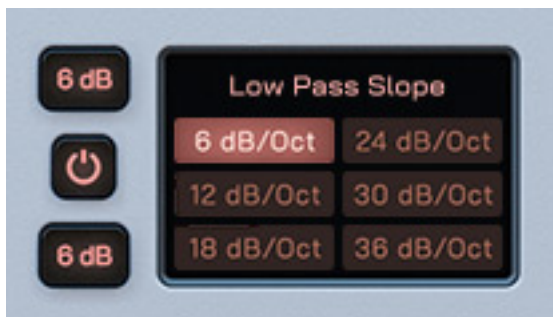 6 dB
Low Pass Slope
6 dB/Oct 24 dB/Oct
12 dB/Oct 30 dB/Oct
6 dB
18 dB/Oct 36 dB/Oct